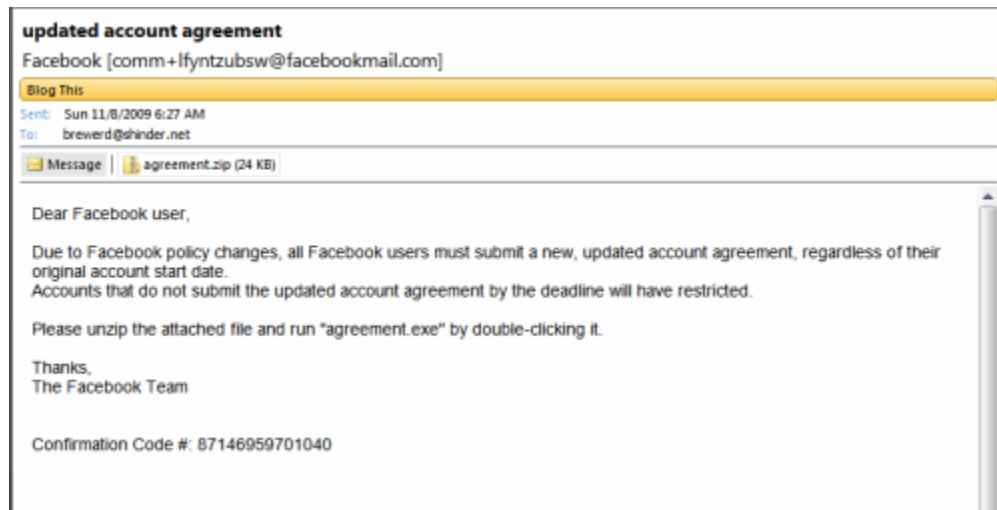 updated account agreement
Facebook [comm+lfyntzubsw@facebookmail.com]
Blog This
Sent: Sun 11/8/2009 6:27 AM
To: brewerd@shinder.net
Message agreement.zip (24 KB)
Dear Facebook user,
Due to Facebook policy changes, all Facebook users must submit a new, updated account agreement, regardless of their
original account start date.
Accounts that do not submit the updated account agreement by the deadline will have restricted.
Please unzip the attached file and run "agreement.exe" by double-clicking it.
Thanks,
The Facebook Team
Confirmation Code #: 87146959701040